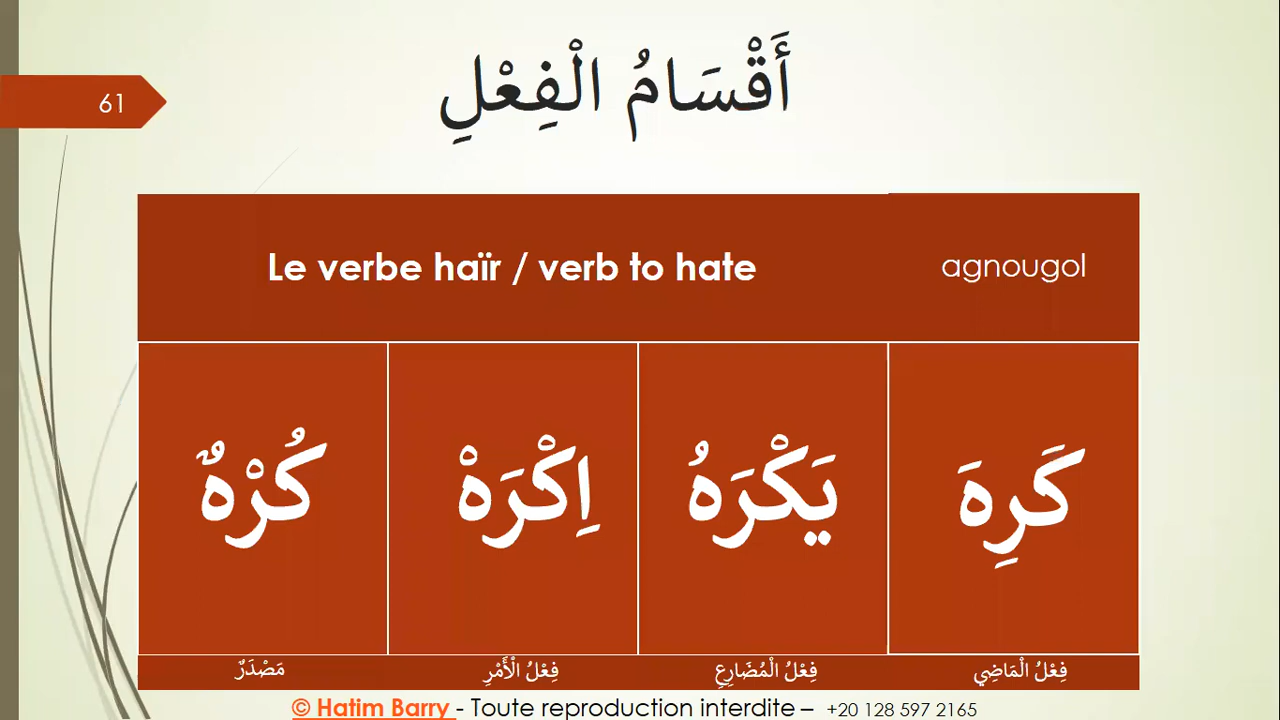 61
أَقْسَامُ الْفِعْلِ
Le verbe haïr / verb to hate
agnougol
كَرِهَ
يَكْرَهُ
اِكْرَهْ
كُرْهٌ
فِعْلُ الْمَاضِي
فِعْلُ الْمُضَارِعِ
فِعْلُ الْأَمْرِ
مَصْدَرٌ
© Hatim Barry - Toute reproduction interdite – +20 128 597 2165